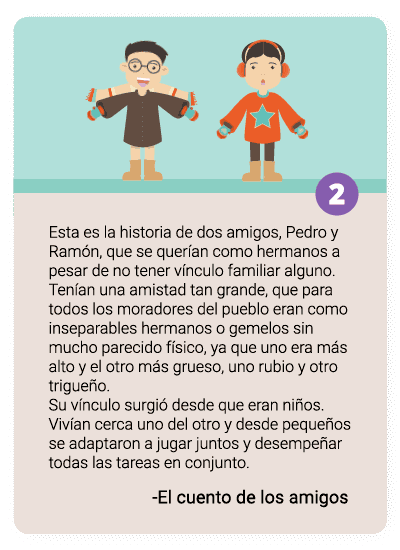 2
Esta es la historia de dos amigos, Pedro y
Ramón, que se querían como hermanos a
pesar de no tener vínculo familiar alguno.
Tenían una amistad tan grande, que para
todos los moradores del pueblo eran como
inseparables hermanos o gemelos sin
mucho parecido físico, ya que uno era más
alto y el otro más grueso, uno rubio y otro
trigueño.
Su vínculo surgió desde que eran niños.
Vivían cerca uno del otro y desde pequeños
se adaptaron a jugar juntos y desempeñar
todas las tareas en conjunto.
-El cuento de los amigos